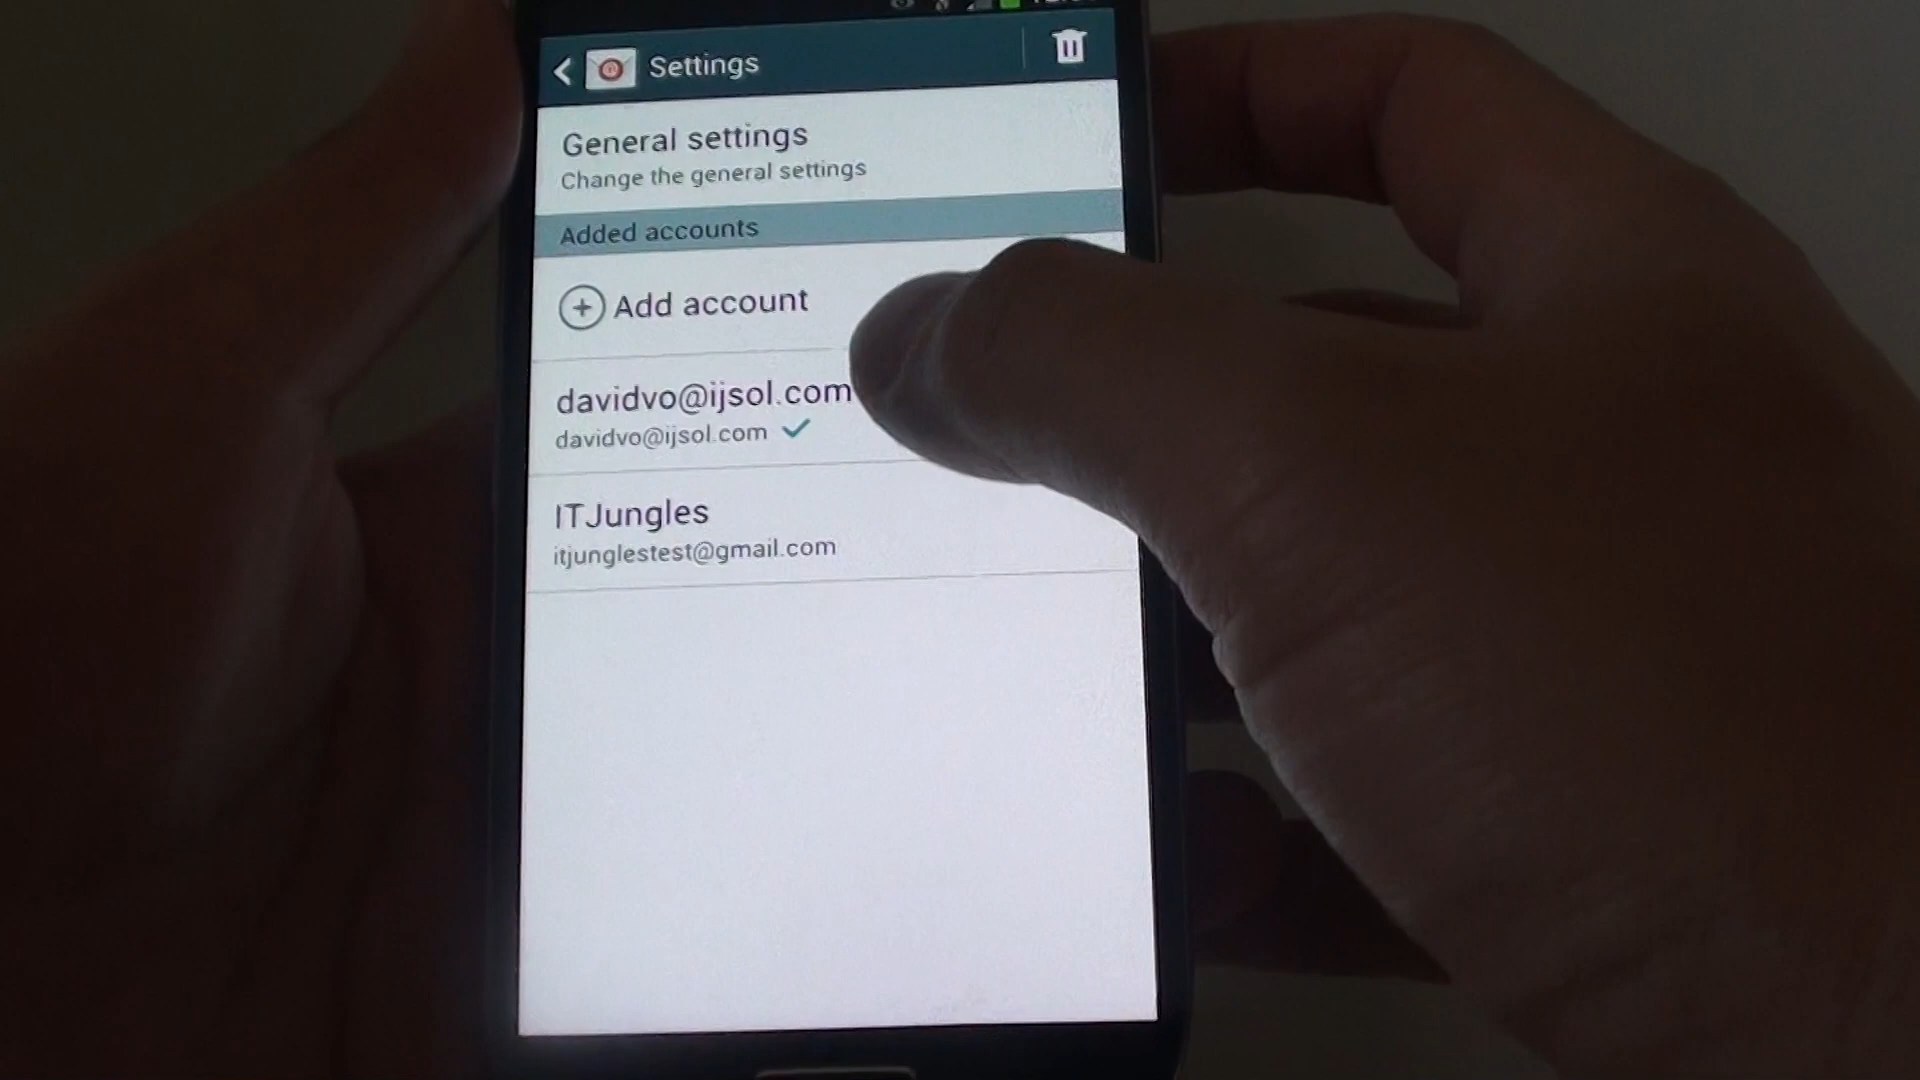 Settings
General settings
Change the general settings
Added accounts
Add account
davidvo@ijsol.com
davidvo@ijsol.com
ITJungles
itjunglestest@gmail.com